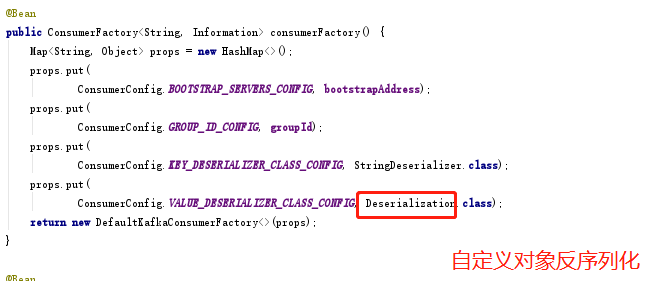 @Bean
public ConsumerFactory<String, Information> consumerFactory() {
Map<String, Object> props = new HashMap<>();
props.put(
ConsumerConfig.BOOTSTRAP_SERVERS_CONFIG, bootstrapAddress);
props.put(
ConsumerConfig.GROUP_ID_CONFIG, groupId);
props.put(
ConsumerConfig.KEY_DESERIALIZER_CLASS_CONFIG, StringDeserializer.class);
props.put(
ConsumerConfig.VALUE_DESERIALIZER_CLASS_CONFIG, Deserialization.class);
return new DefaultKafkaConsumerFactory<>(props);
}
自定义对象反序列化
@Bean